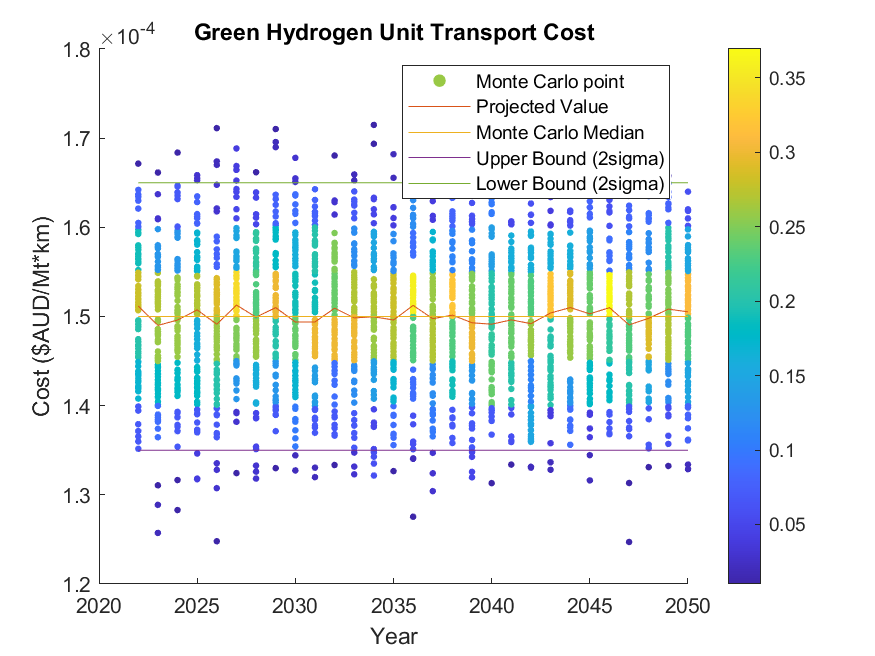 Green Hydrogen Unit Transport Cost
×10-4
1.8
1.7
1.6
1.5
1.4
1.3
1.2
Cost ($AUD/Mt*km)
2020
2025
2030
2035
2040
2045
2050
Year
Monte Carlo point
Projected Value
Monte Carlo Median
Upper Bound (2sigma)
Lower Bound (2sigma)
0.35
0.3
0.25
0.2
0.15
0.1
0.05